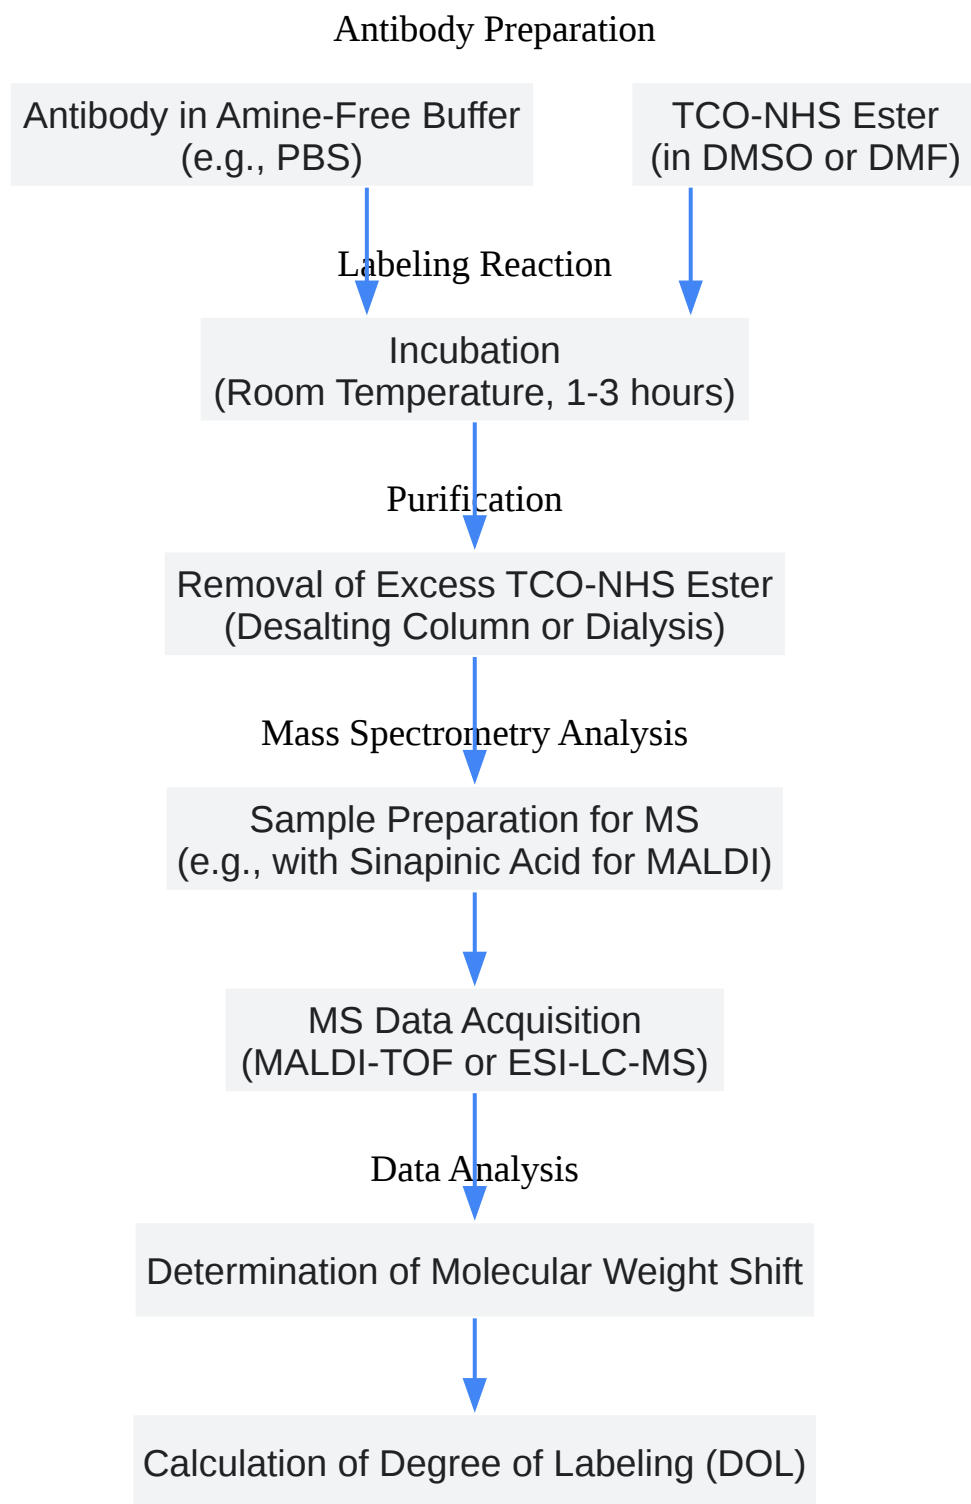 Antibody Preparation
Antibody in Amine-Free Buffer
(e.g., PBS)
TCO-NHS Ester
(in DMSO or DMF)
Labeling Reaction
Incubation
(Room Temperature, 1-3 hours)
Purification
Removal of Excess TCO-NHS Ester
(Desalting Column or Dialysis)
Mass Spectrometry Analysis
Sample Preparation for MS
(e.g., with Sinapinic Acid for MALDI)
MS Data Acquisition
(MALDI-TOF or ESI-LC-MS)
Data Analysis
Determination of Molecular Weight Shift
Calculation of Degree of Labeling (DOL)